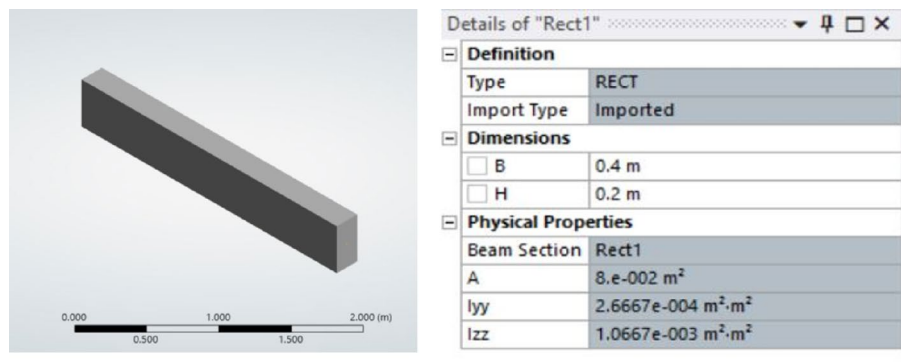 0.000 1.000 2.000 (m)
0.500 1.500
Details of "Rect1"
Definition
Type RECT
Import Type Imported
Dimensions
B 0.4 m
H 0.2 m
Physical Properties
Beam Section Rect1
A 8.e-002 m²
Iyy 2.6667e-004 m²·m²
Izz 1.0667e-003 m²·m²